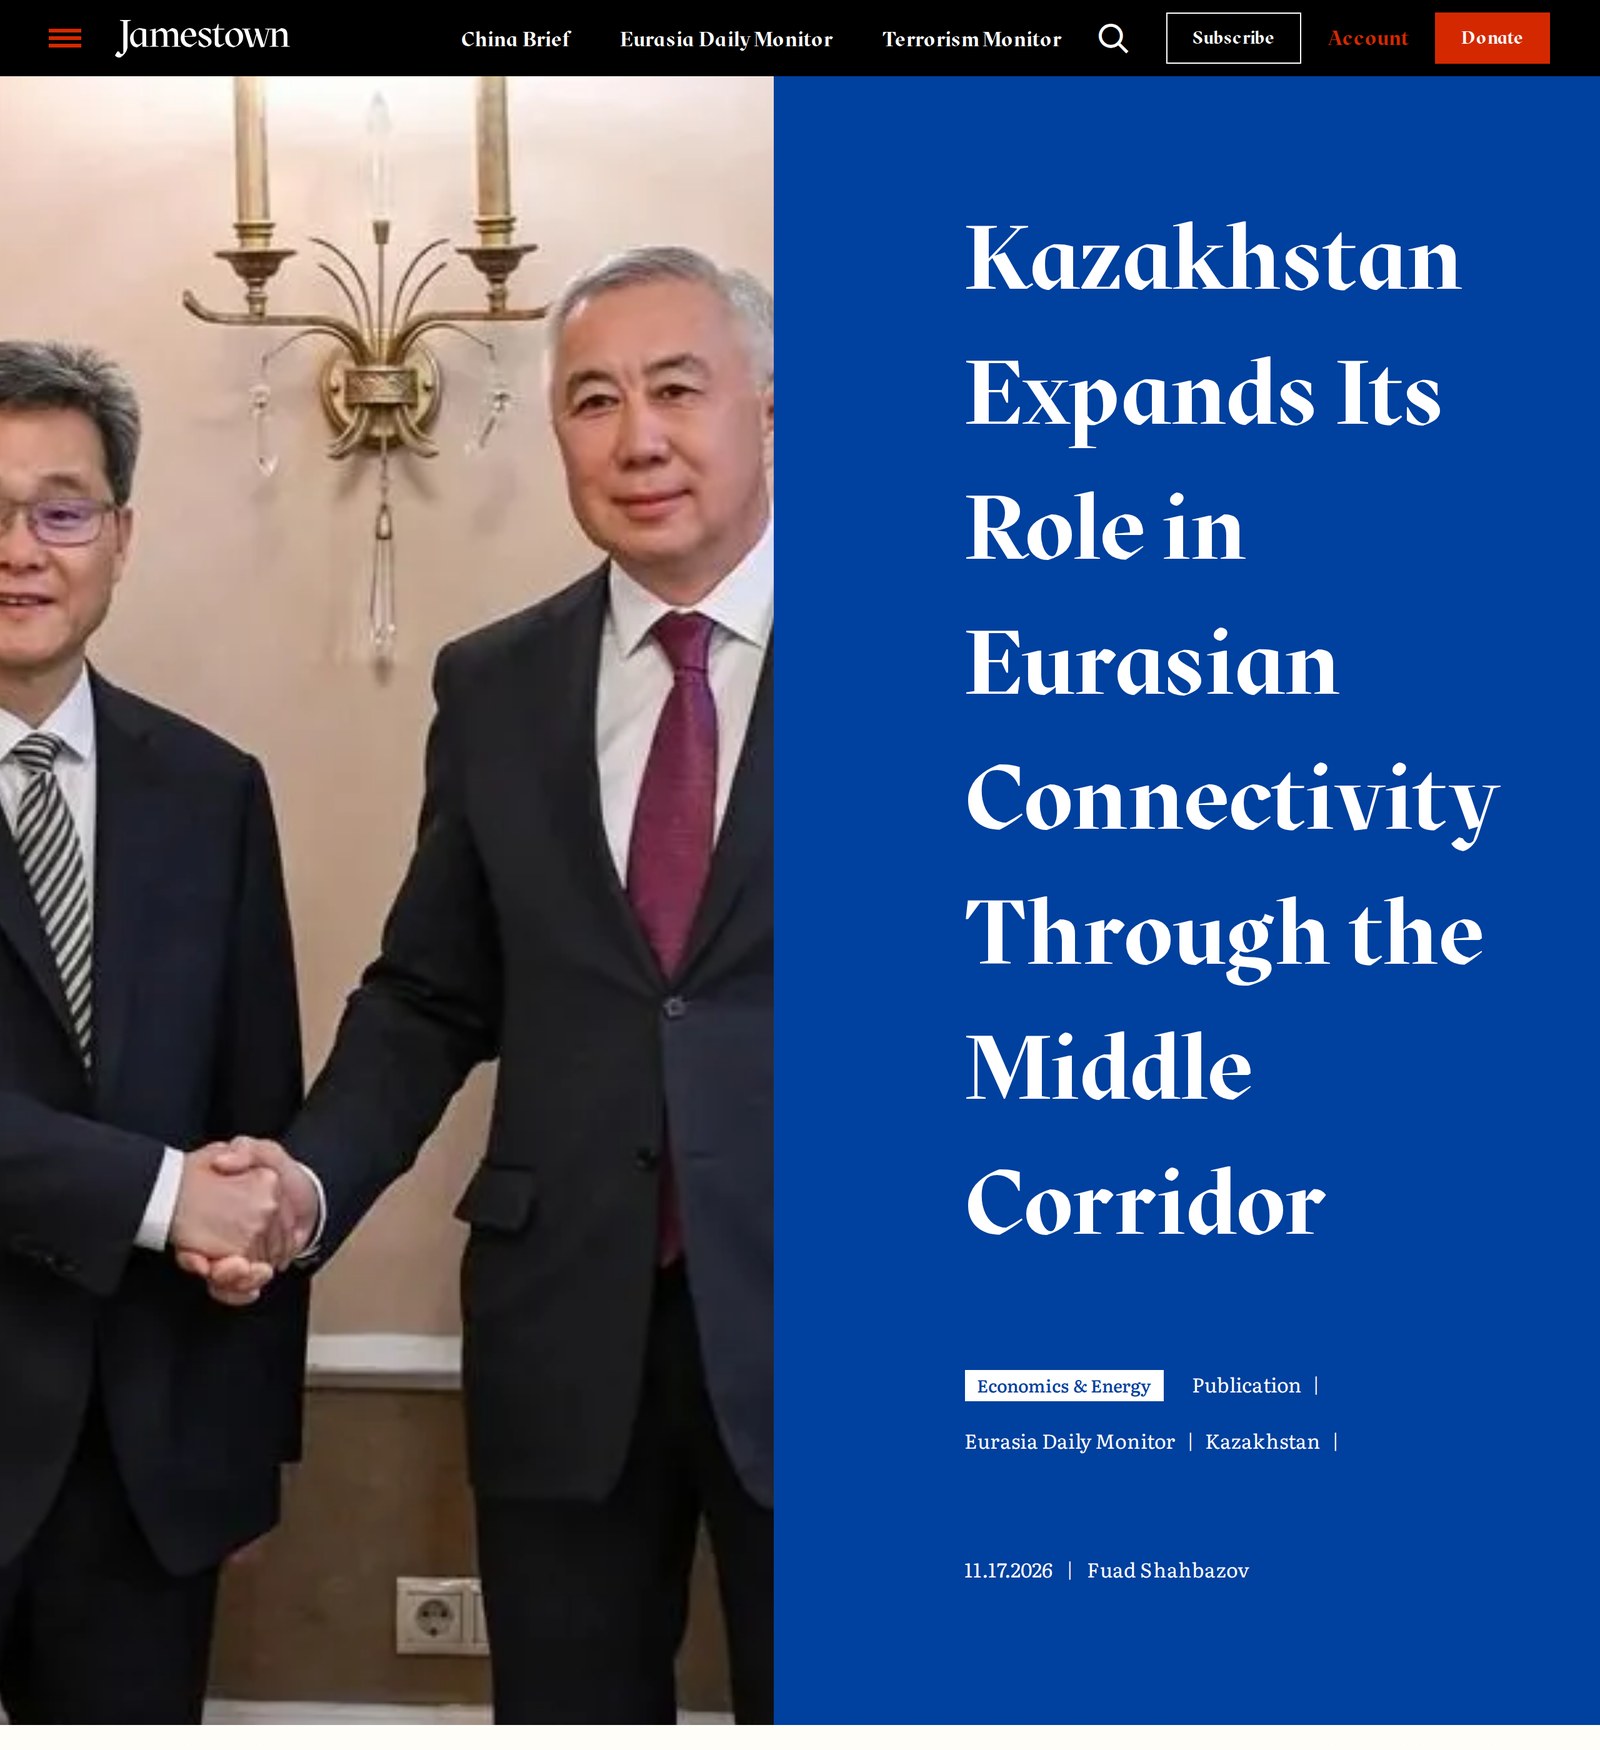 Jamestown
China Brief
Eurasia Daily Monitor
Terrorism Monitor
Subscribe
Account
Donate
Kazakhstan
Expands Its
Role in
Eurasian
Connectivity
Through the
Middle
Corridor
Economics & Energy
Publication |
Eurasia Daily Monitor | Kazakhstan |
11.17.2026 | Fuad Shahbazov